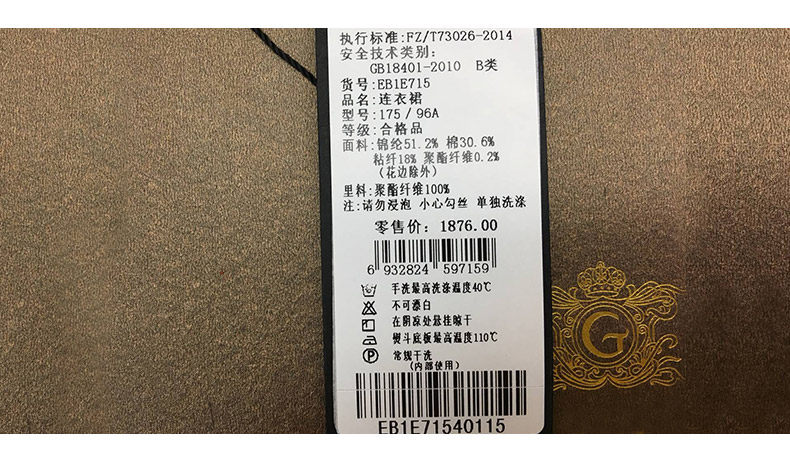 执行标准:FZ/T73026-2014
安全技术类别:
GB18401-2010 B类
货号:EB1E715
品名:连衣裙
型号:175/96A
等级:合格品
面料:锦纶51.2% 棉30.6%
粘纤18% 聚酯纤维0.2%
(花边除外)
里料:聚酯纤维100%
注:请勿浸泡 小心勾丝 单独洗涤
零售价: 1876.00
6 932824 597159
手洗最高洗涤温度40℃
不可漂白
在阴凉处悬挂晾干
熨斗底板最高温度110℃
P 常规干洗
(内部使用)
EB1E71540115
G